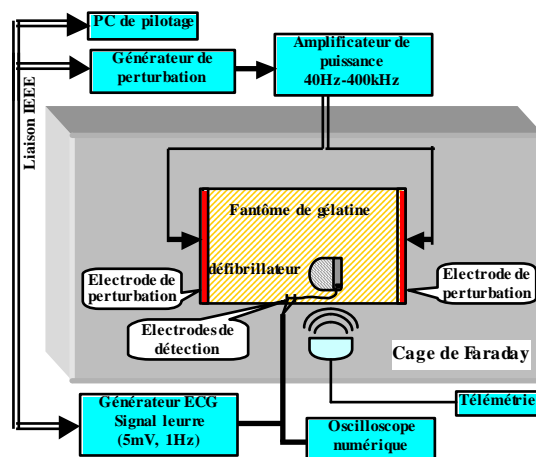 PC de pilotage
Générateur de
perturbation
Amplificateur de
puissance
40Hz-400kHz
Liaison IEEE
Fantôme de gélatine
défibrillateur
Electrode de
perturbation
Electrode de
perturbation
Electrodes de
détection
Cage de Faraday
Générateur ECG
Signal leurre
(5mV, 1Hz)
Télémétrie
Oscilloscope
numérique